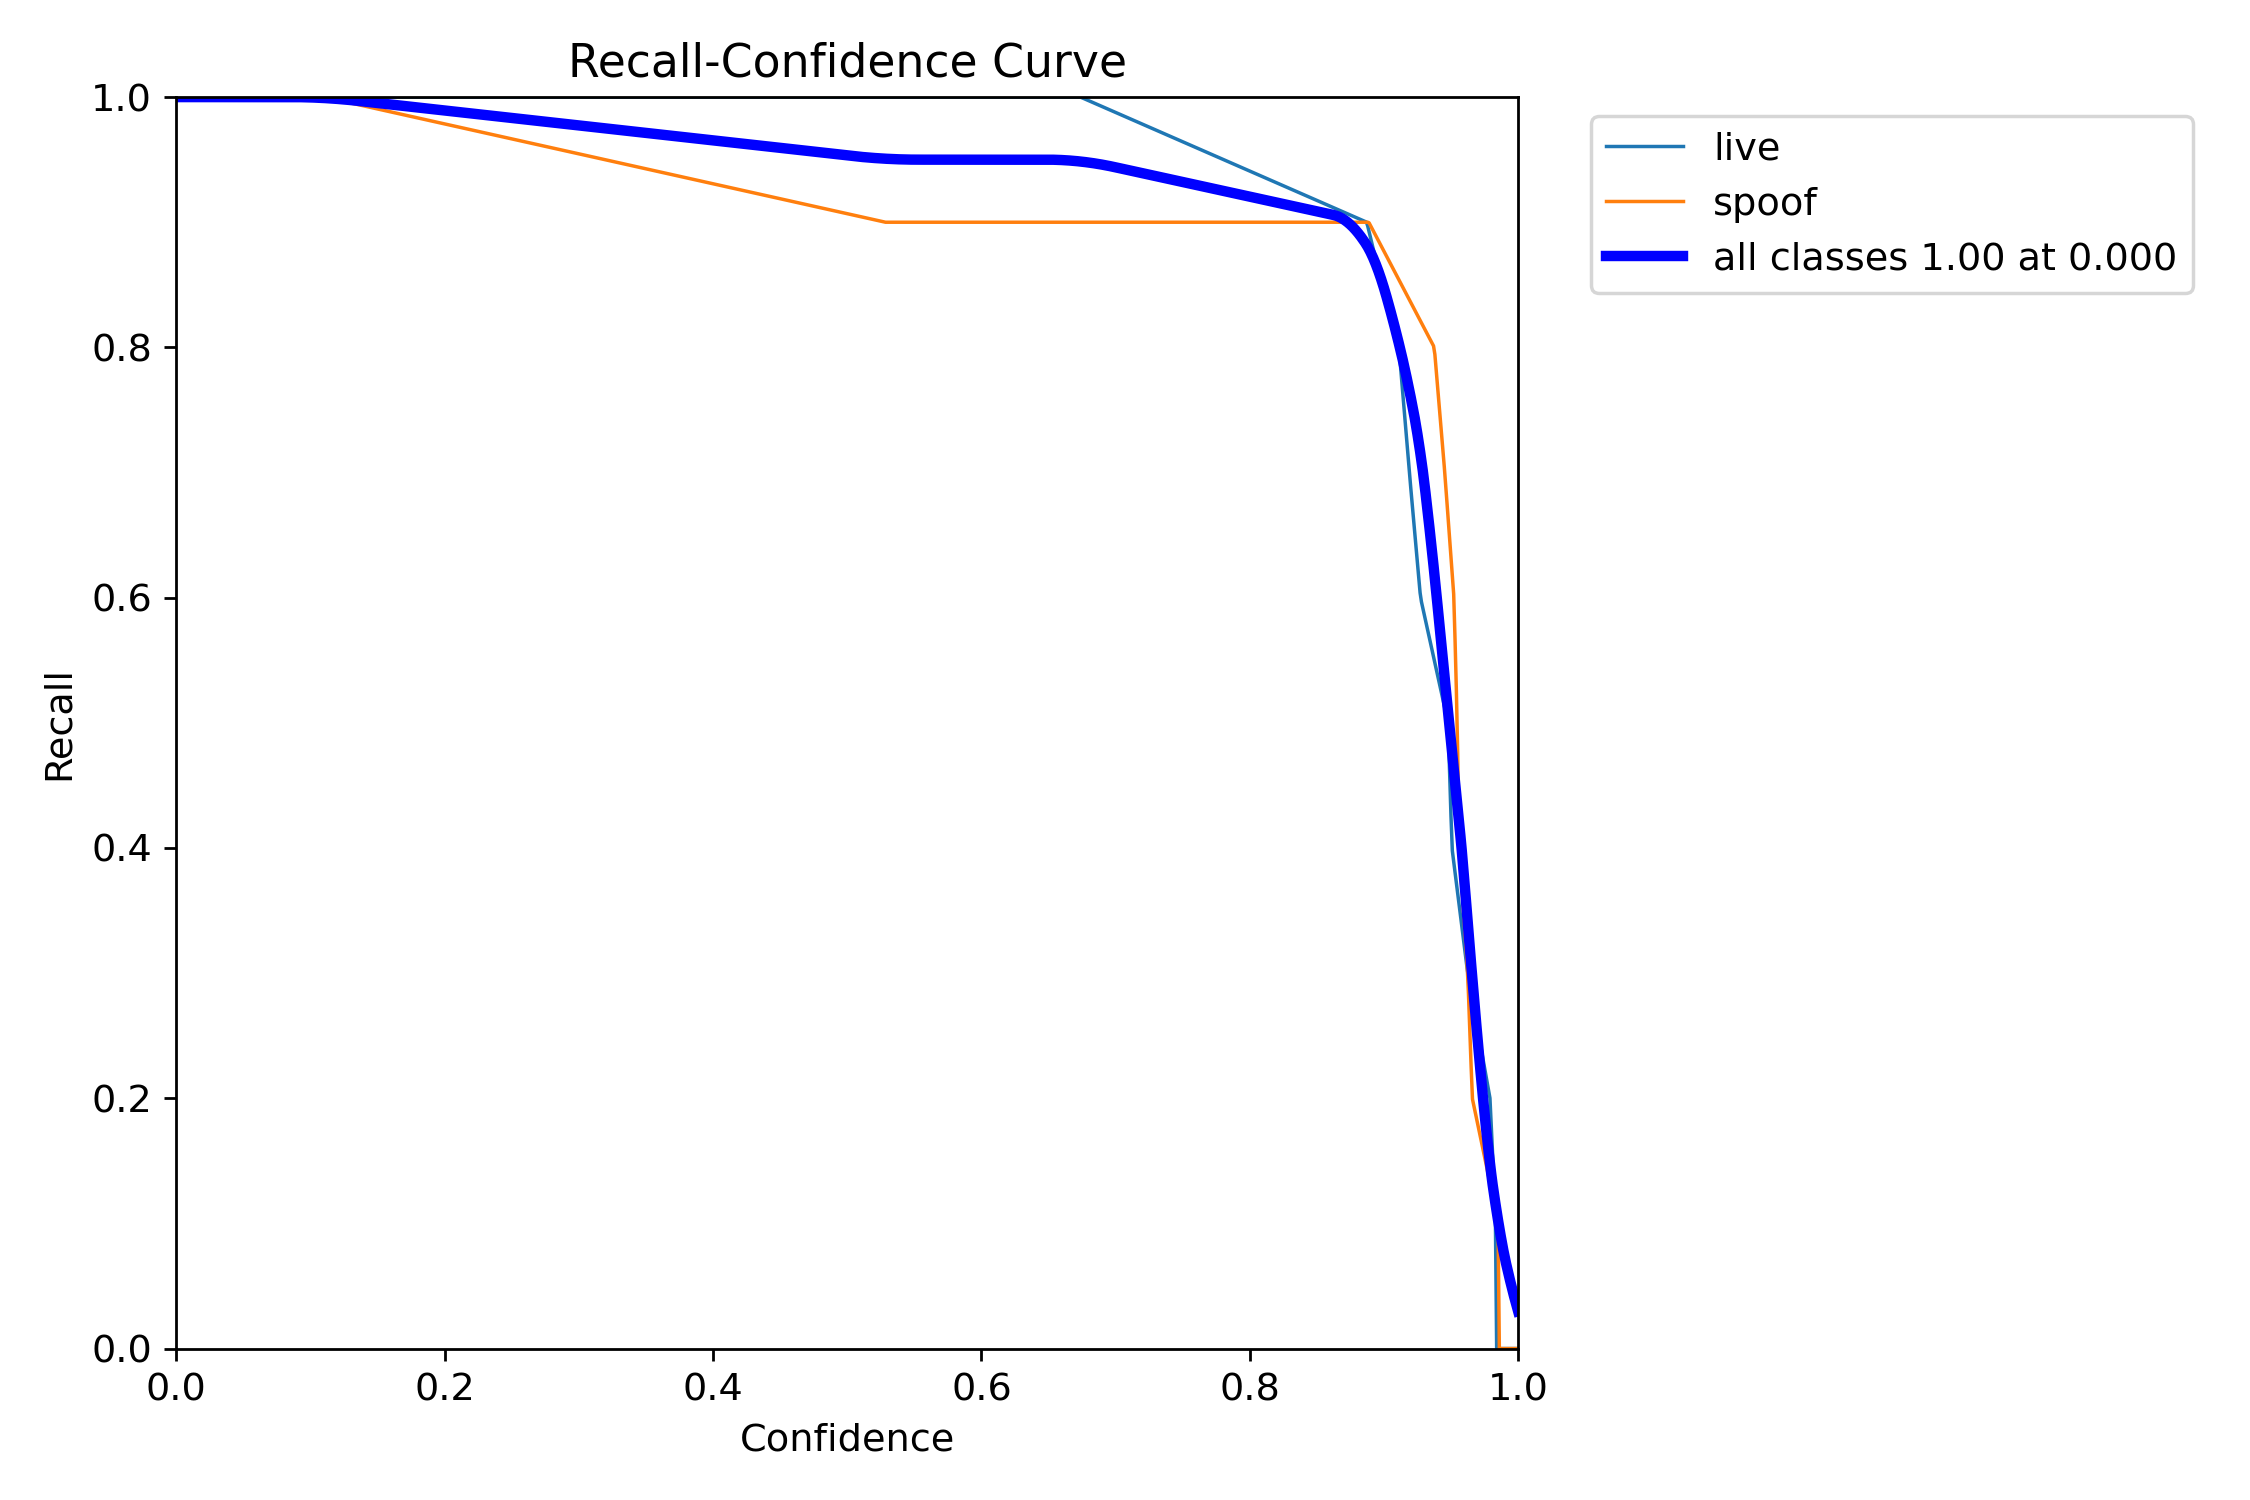 Recall-Confidence Curve
1.0
0.8
0.6
0.4
0.2
0.0
Recall
0.0 0.2 0.4 0.6 0.8 1.0
Confidence
live
spoof
all classes 1.00 at 0.000